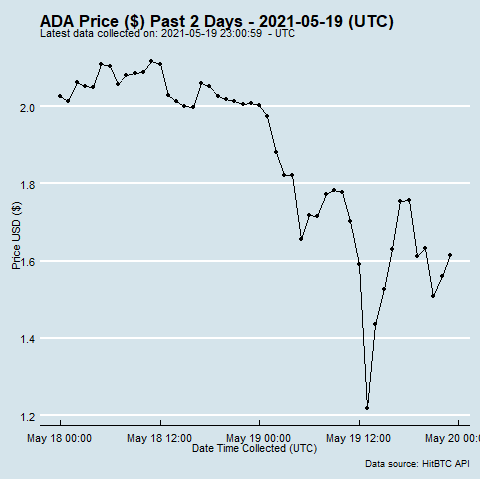 ADA Price ($) Past 2 Days - 2021-05-19 (UTC)
Latest data collected on: 2021-05-19 23:00:59 - UTC
Price USD ($)
2.0
1.8
1.6
1.4
1.2
May 18 00:00 May 18 12:00 May 19 00:00 May 19 12:00 May 20 00:0
Date Time Collected (UTC)
Data source: HitBTC API